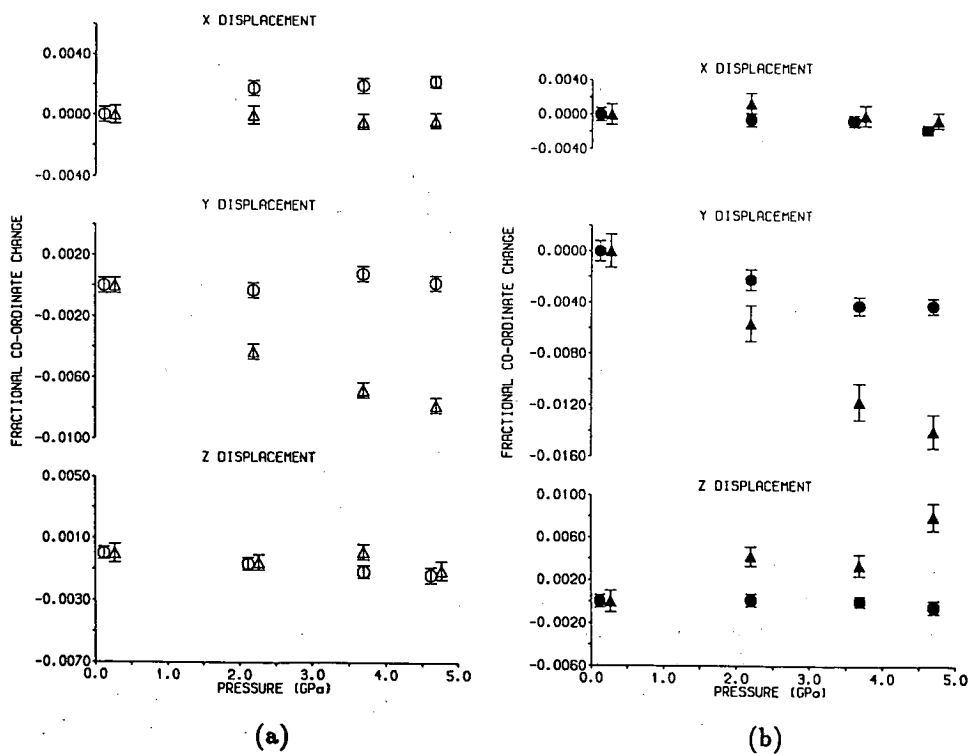 X DISPLACEMENT
0.0040
0.0000
-0.0040
Y DISPLACEMENT
0.0020
-0.0020
-0.0060
-0.0100
Z DISPLACEMENT
0.0050
0.0010
-0.0030
-0.0070
FRACTIONAL CO-ORDINATE CHANGE
0.0 1.0 2.0 3.0 4.0 5.0
PRESSURE (GPa)
(a)
X DISPLACEMENT
0.0040
0.0000
-0.0040
Y DISPLACEMENT
0.0000
-0.0040
-0.0080
-0.0120
-0.0160
Z DISPLACEMENT
0.0100
0.0060
0.0020
-0.0020
-0.0060
FRACTIONAL CO-ORDINATE CHANGE
0.0 1.0 2.0 3.0 4.0 5.0
PRESSURE (GPa)
(b)